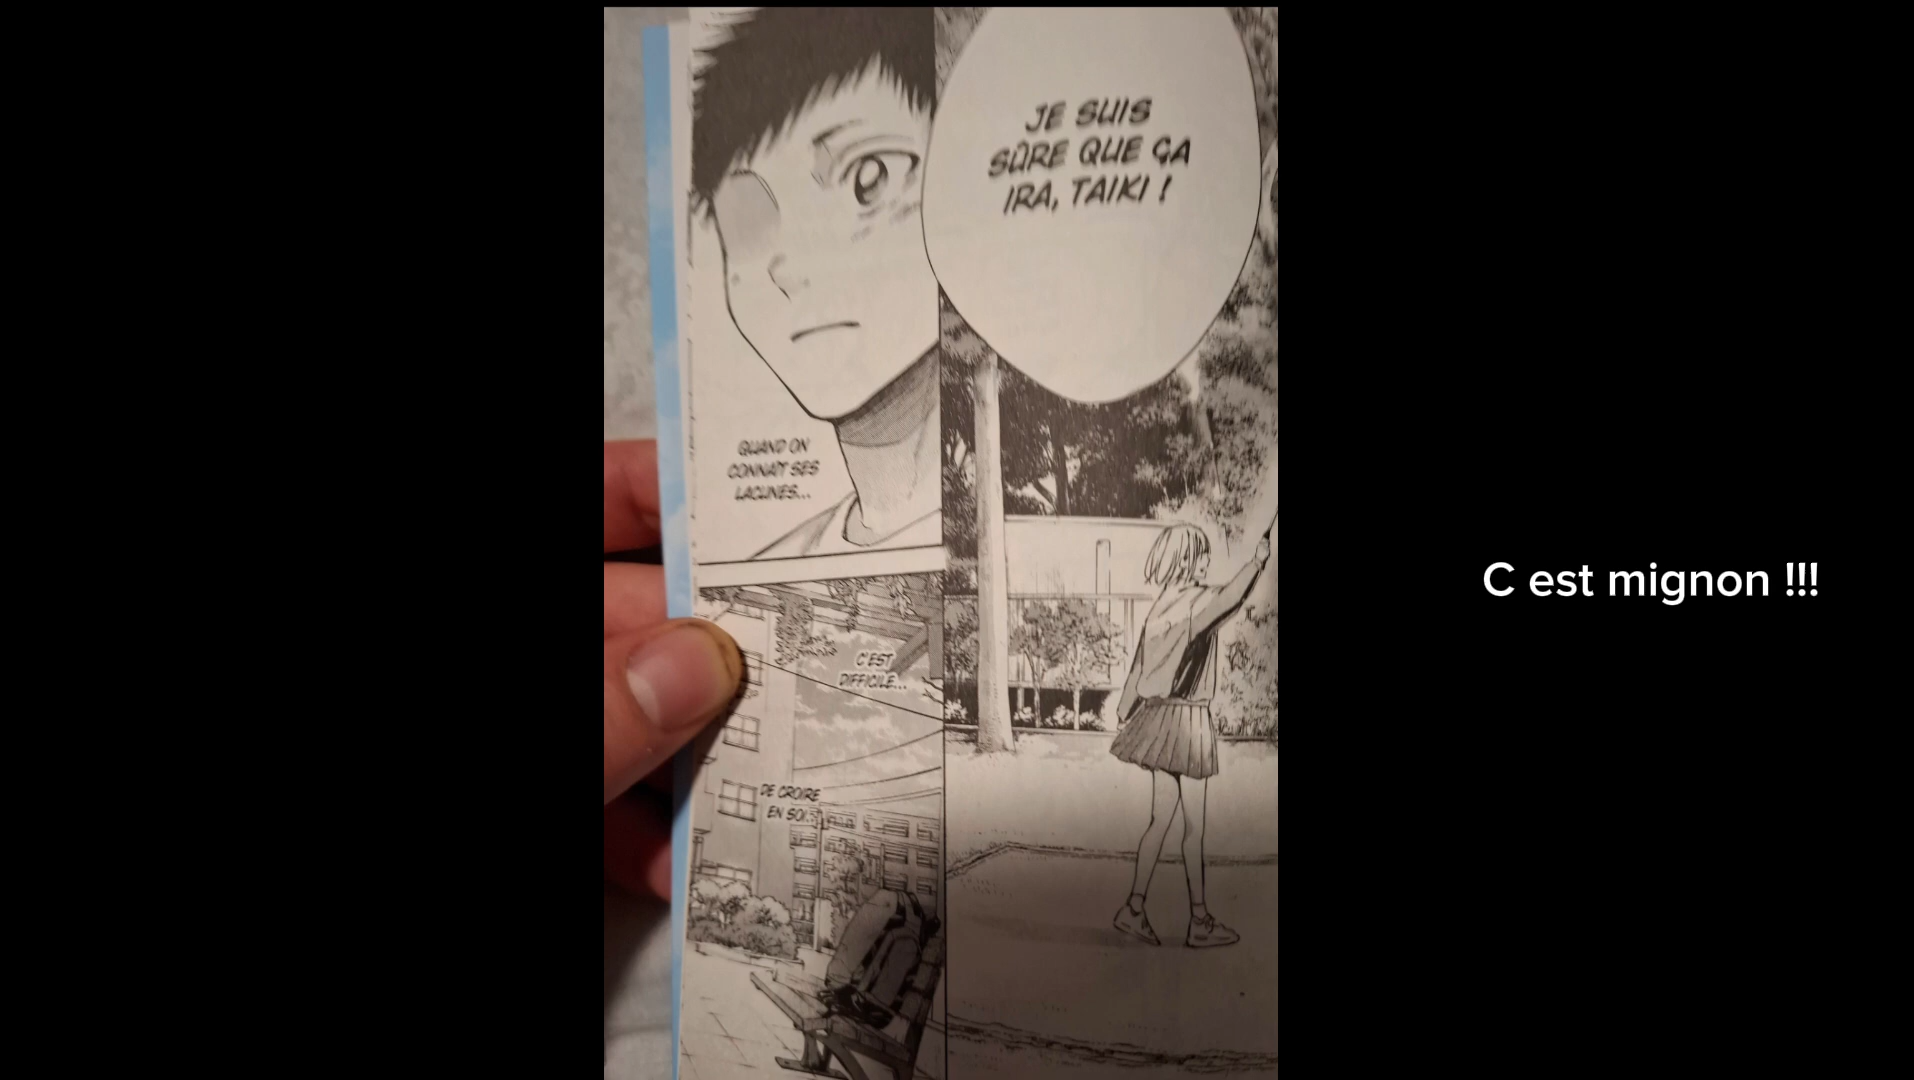 JE SUIS
SÛRE QUE ÇA
IRA, TAIKI !
QUAND ON
CONNAÎT SES
LACUNES...
C'EST
DIFFICILE...
DE CROIRE
EN SOI.
C est mignon !!!